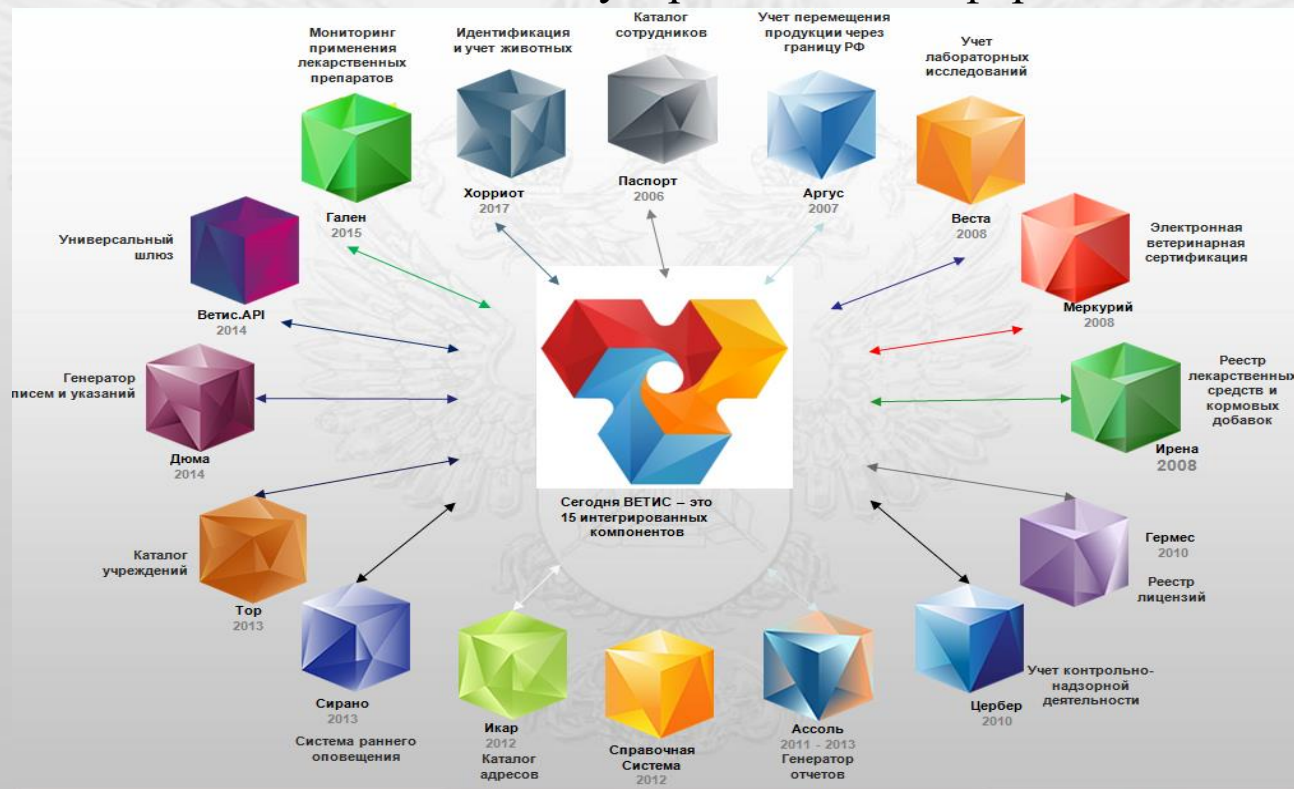 Мониторинг
применения
лекарственных
препаратов
Гален
2015
Идентификация
и учет животных
Хорриот
2017
Каталог
сотрудников
Паспорт
2006
Учет перемещения
продукции через
границу РФ
Аргус
2007
Учет
лабораторных
исследований
Веста
2008
Электронная
ветеринарная
сертификация
Меркурий
2008
Универсальный
шлюз
Ветис.API
2014
Генератор
писем и указаний
Дюма
2014
Реестр
лекарственных
средств и
кормовых
добавок
Ирена
2008
Сегодня ВЕТИС – это
15 интегрированных
компонентов
Гермес
2010
Реестр
лицензий
Каталог
учреждений
Тор
2013
Сирано
2013
Система раннего
оповещения
Икар
2012
Каталог
адресов
Справочная
Система
2012
Ассоль
2011 - 2013
Генератор
отчетов
Цербер
2010
Учет контрольно-
надзорной
деятельности